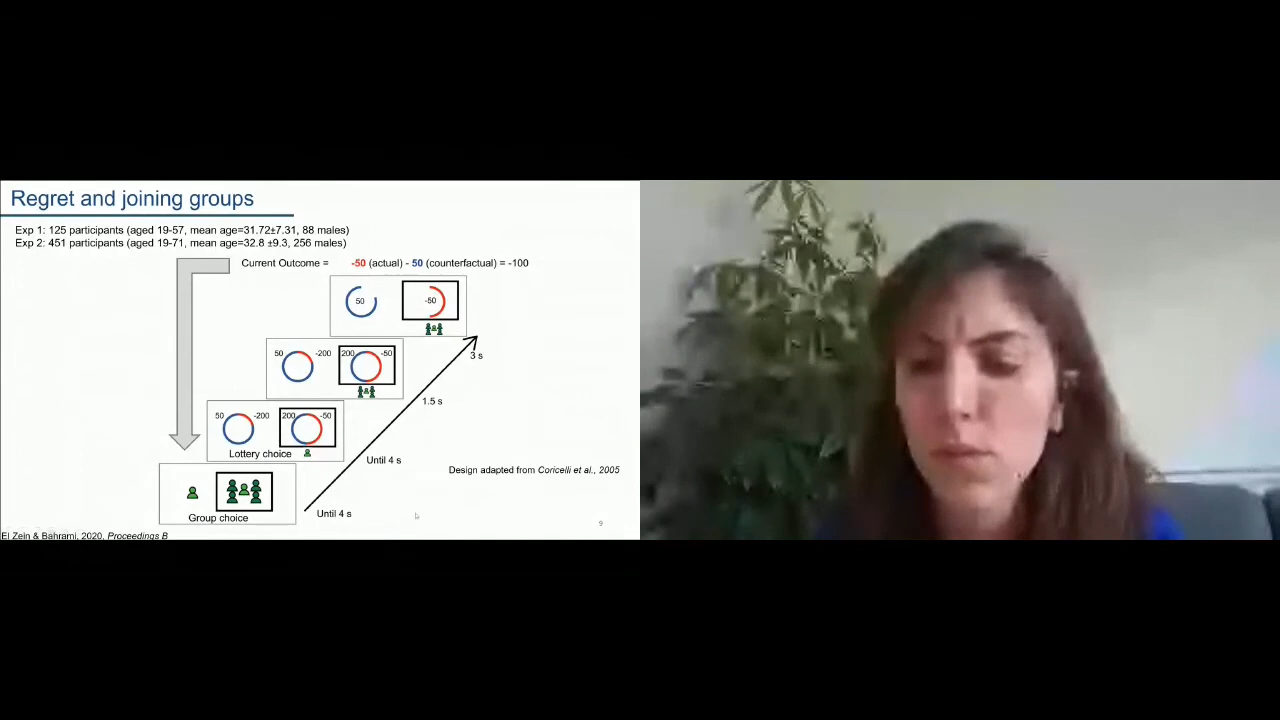 Regret and joining groups
Exp 1: 125 participants (aged 19-57, mean age=31.72±7.31, 88 males)
Exp 2: 451 participants (aged 19-71, mean age=32.8 ±9.3, 256 males)
Current Outcome = -50 (actual) - 50 (counterfactual) = -100
50 -50
3 s
50 -200 200 -50
1.5 s
50 -200 200 -50
Lottery choice
Until 4 s
Design adapted from Coricelli et al., 2005
Group choice
Until 4 s
9
El Zein & Bahrami, 2020, Proceedings B